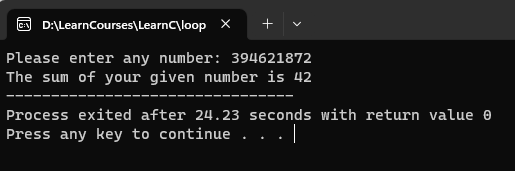 D:\LearnCourses\LearnC\loop
Please enter any number: 394621872
The sum of your given number is 42
--------------------------------
Process exited after 24.23 seconds with return value 0
Press any key to continue . . .